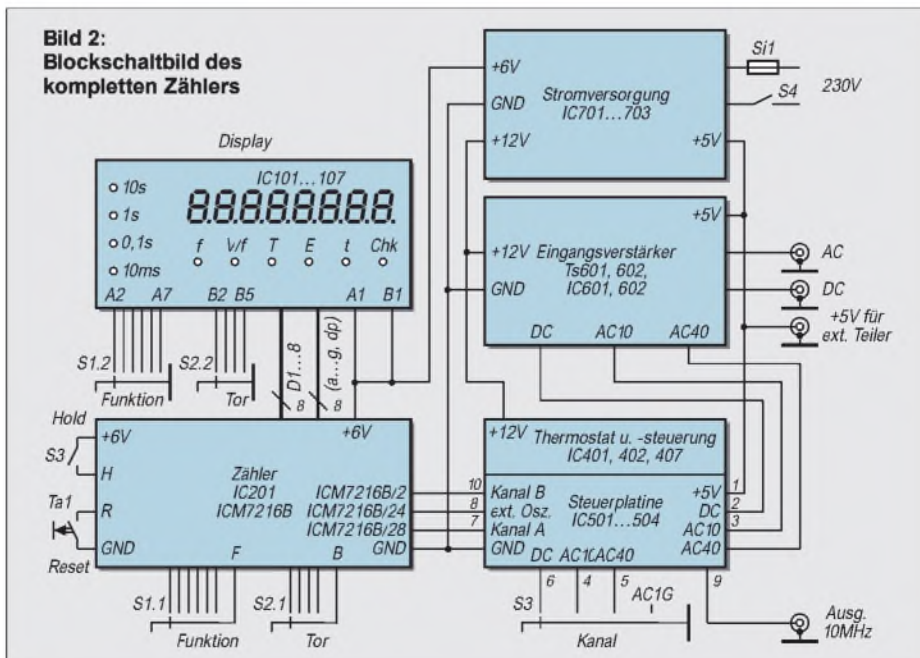 Bild 2:
Blockschaltbild des
kompletten Zählers
Display
IC101...107
8.8.8.8.8.8.8.8.
10s
1s
0,1s
10ms
f v/f T E t Chk
A2 A7 B2 B5 A1 B1
S1.2
Funktion
S2.2
Tor
D1...8
8
(a...g, dp)
8
+6V
GND
+12V
Stromversorgung
IC701...703
+5V
Si1
S4
230V
+5V
+12V
GND
Eingangsverstärker
Ts601, 602,
IC601, 602
DC AC10 AC40
AC
DC
+5V für
ext. Teiler
Hold
S3
Ta1
Reset
+6V
H
R
GND
+6V
Zähler
IC201
ICM7216B
ICM7216B/2
ICM7216B/24
ICM7216B/28
GND
F B
S1.1
Funktion
S2.1
Tor
10
8
7
+12V
Thermostat u. -steuerung
IC401, 402, 407
Kanal B
ext. Osz.
Kanal A
GND
Steuerplatine
IC501...504
+5V
DC
AC10
AC40
1
2
3
DC AC1(AC40
6 4 5 9
S3
AC1G
Kanal
Ausg.
10MHz